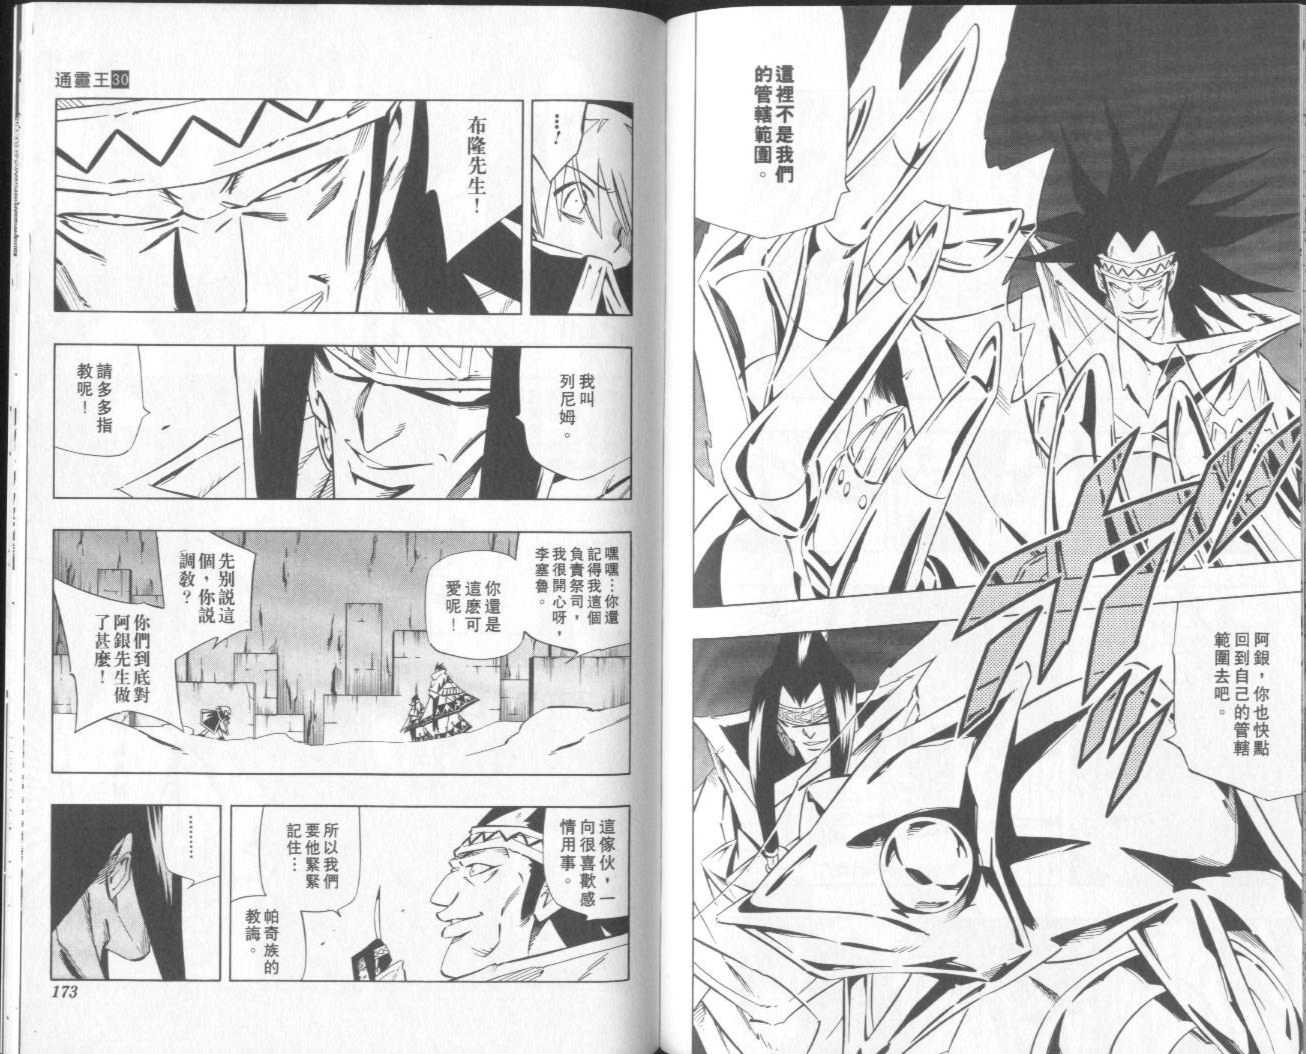 這裡不是我們
的管轄範圍。
阿銀，你也快點
回到自己的管轄
範圍去吧。
通靈王30
…！
布隆先生！
我叫
列尼姆。
請多多指
教呢！
嘿嘿…你還
記得我這個
負責祭司，
我很開心呀，
李塞魯。
你還是
這麼可
愛呢！
先別說這
個，你說
調教？
你們到底對
阿銀先生做
了甚麼！
這傢伙，一
向很喜歡感
情用事。
所以我們
要他緊緊
記住…
帕奇族的
教誨。
………
173